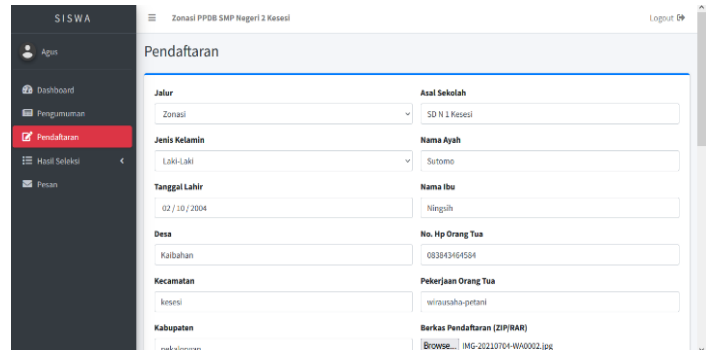 SISWA
Zonasi PPDB SMP Negeri 2 Kesesi
Logout
Agus
Dashboard
Pengumuman
Pendaftaran
Hasil Seleksi
Pesan
Pendaftaran
Jalur
Zonasi
Asal Sekolah
SD N 1 Kesesi
Jenis Kelamin
Laki-Laki
Nama Ayah
Sutomo
Tanggal Lahir
02 / 10 / 2004
Nama Ibu
Ningsih
Desa
Kaibahan
No. Hp Orang Tua
083843464584
Kecamatan
kesesi
Pekerjaan Orang Tua
wirausaha-petani
Kabupaten
pekalongan
Berkas Pendaftaran (ZIP/RAR)
Browse... IMG-20210704-WA0002.jpg